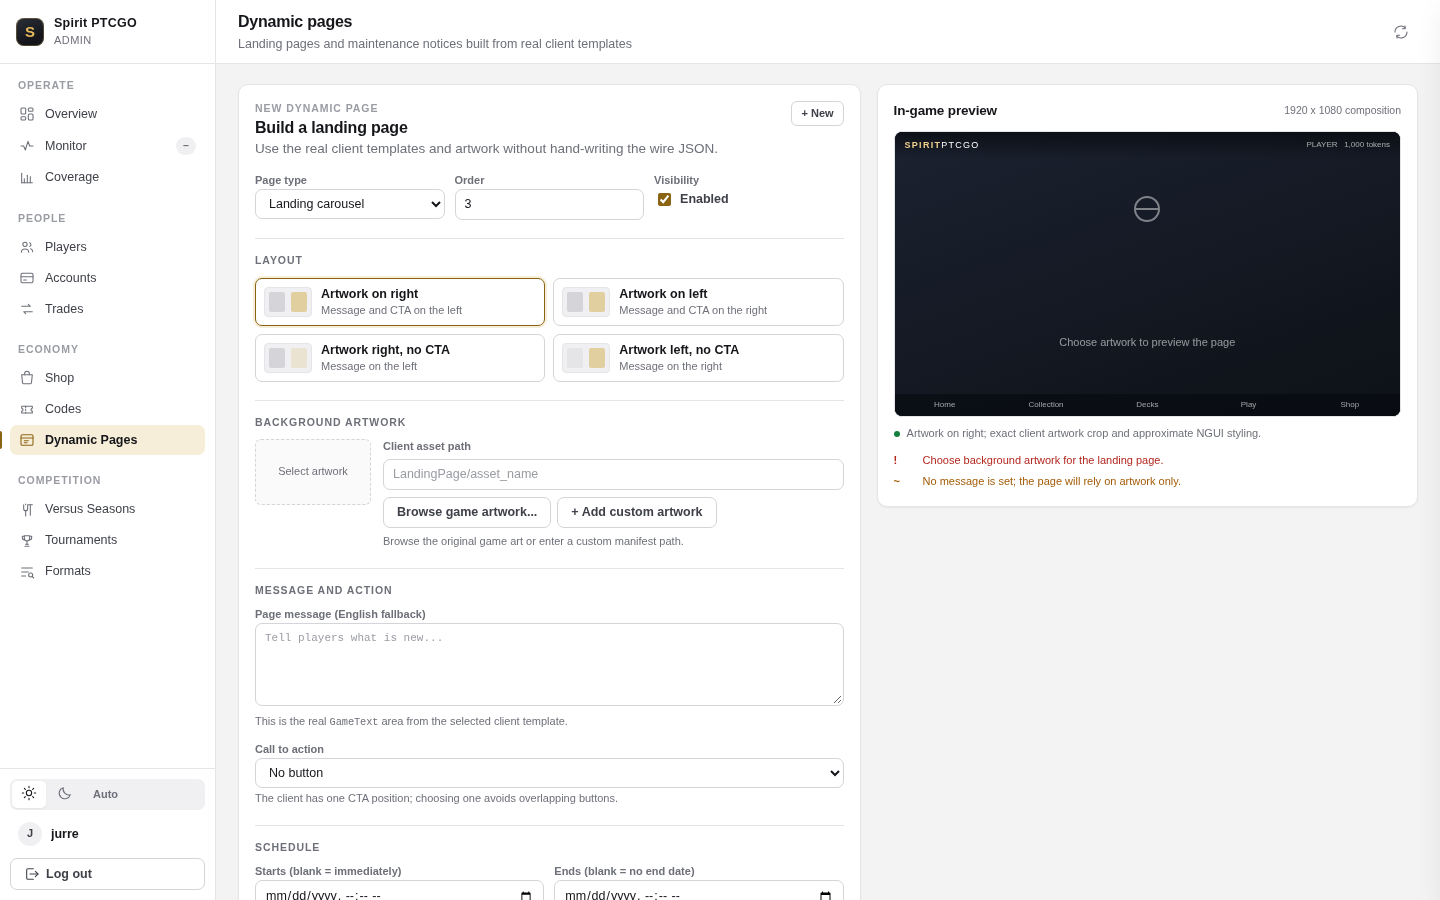 S
Spirit PTCGO
ADMIN
OPERATE
Overview
Monitor
–
Coverage
PEOPLE
Players
Accounts
Trades
ECONOMY
Shop
Codes
Dynamic Pages
COMPETITION
Versus Seasons
Tournaments
Formats
Auto
J
jurre
Log out
Dynamic pages
Landing pages and maintenance notices built from real client templates
NEW DYNAMIC PAGE
+ New
Build a landing page
Use the real client templates and artwork without hand-writing the wire JSON.
Page type
Order
Visibility
Landing carousel
3
Enabled
LAYOUT
Artwork on right
Message and CTA on the left
Artwork on left
Message and CTA on the right
Artwork right, no CTA
Message on the left
Artwork left, no CTA
Message on the right
BACKGROUND ARTWORK
Select artwork
Client asset path
LandingPage/asset_name
Browse game artwork...
+ Add custom artwork
Browse the original game art or enter a custom manifest path.
MESSAGE AND ACTION
Page message (English fallback)
Tell players what is new...
This is the real GameText area from the selected client template.
Call to action
No button
The client has one CTA position; choosing one avoids overlapping buttons.
SCHEDULE
Starts (blank = immediately)
Ends (blank = no end date)
mm/dd/yyyy, --:-- --
mm/dd/yyyy, --:-- --
In-game preview
1920 x 1080 composition
SPIRITPTCGO
PLAYER 1,000 tokens
Choose artwork to preview the page
Home
Collection
Decks
Play
Shop
Artwork on right; exact client artwork crop and approximate NGUI styling.
! Choose background artwork for the landing page.
~ No message is set; the page will rely on artwork only.